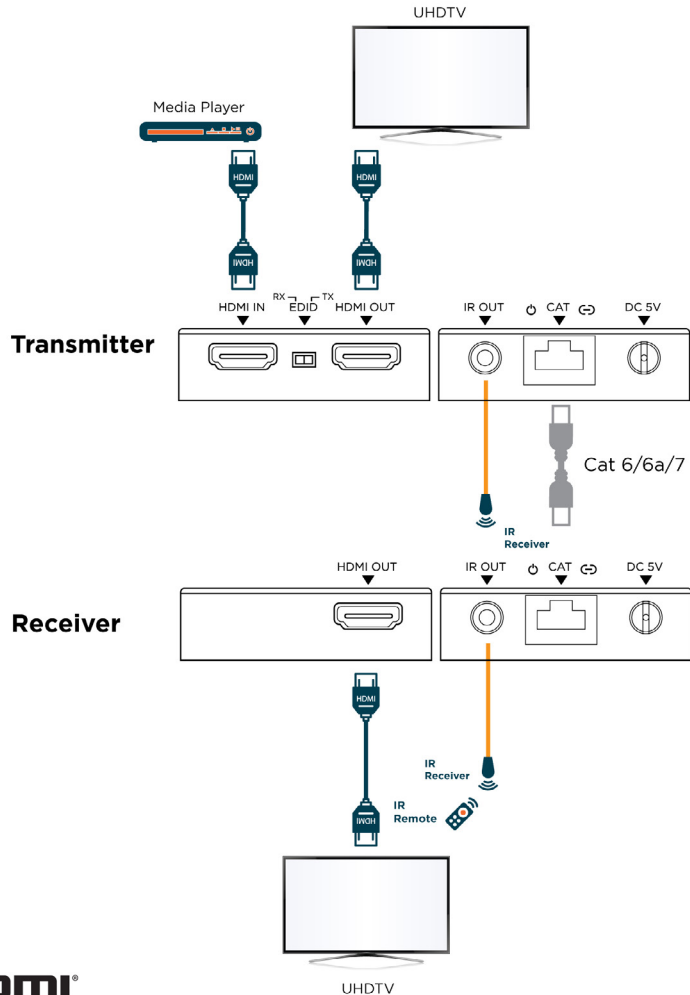 UHDTV
Media Player
HDMI
HDMI
HDMI
HDMI
RX TX
HDMI IN EDID HDMI OUT IR OUT CAT DC 5V
Transmitter
Cat 6/6a/7
IR
Receiver
HDMI OUT IR OUT CAT DC 5V
Receiver
HDMI
IR
Receiver
IR
Remote
HDMI
UHDTV